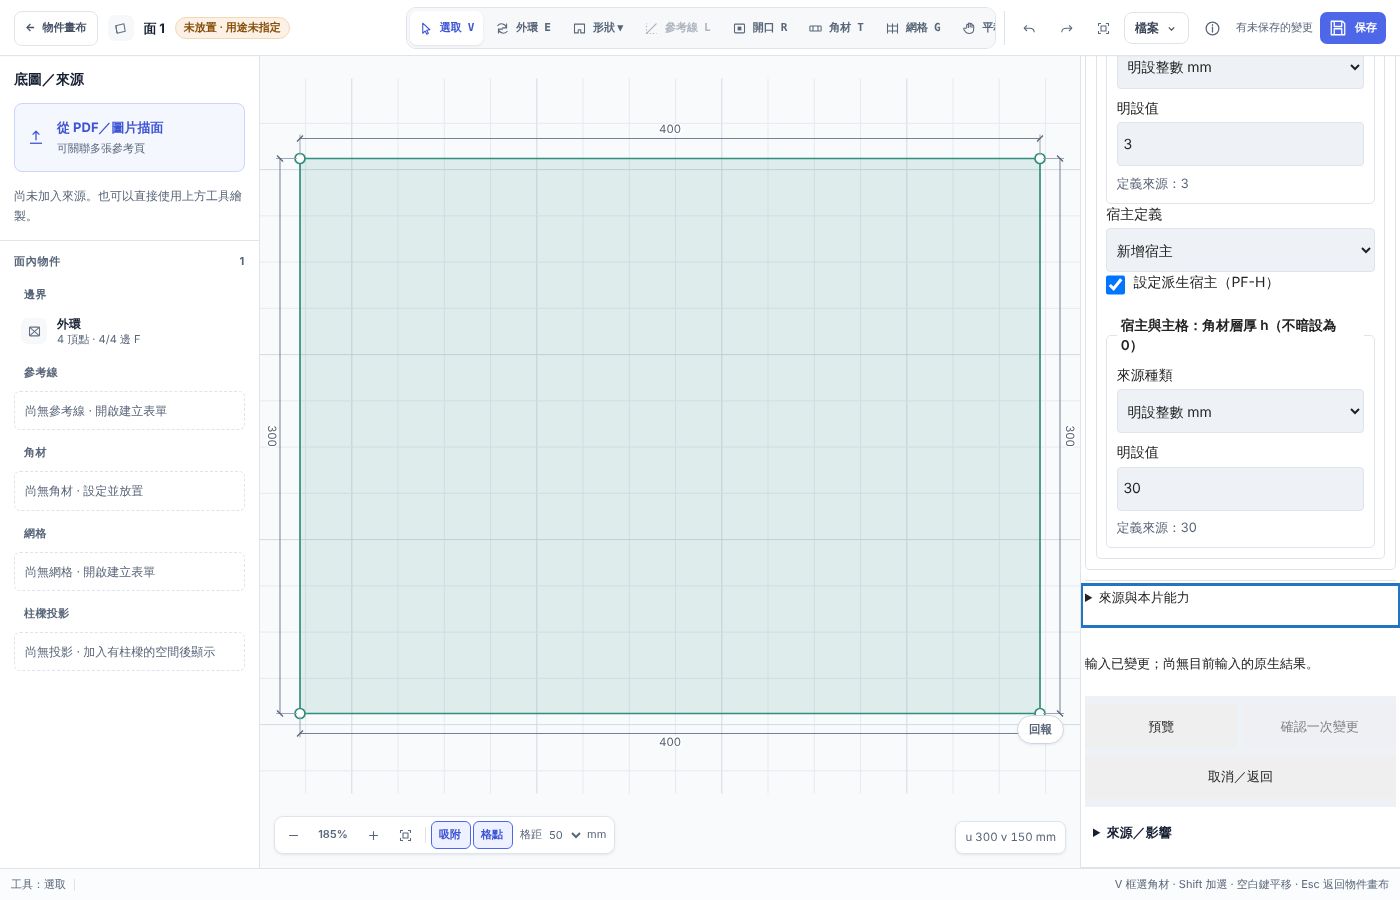 物件畫布
面 1
未放置 · 用途未指定
選取 V
外環 E
形狀▾
參考線 L
開口 R
角材 T
網格 G
檔案
有未保存的變更
保存
底圖／來源
從 PDF／圖片描面
可關聯多張參考頁
尚未加入來源。也可以直接使用上方工具繪
製。
面內物件 1
邊界
外環
4 頂點 · 4/4 邊 F
參考線
尚無參考線 · 開啟建立表單
角材
尚無角材 · 設定並放置
網格
尚無網格 · 開啟建立表單
柱樑投影
尚無投影 · 加入有柱樑的空間後顯示
400
300
300
400
回報
185%
吸附
格點
格距 50 mm
u 300 v 150 mm
明設整數 mm
明設值
3
定義來源：3
宿主定義
新增宿主
設定派生宿主（PF-H）
宿主與主格：角材層厚 h（不暗設為
0）
來源種類
明設整數 mm
明設值
30
定義來源：30
來源與本片能力
輸入已變更；尚無目前輸入的原生結果。
預覽
確認一次變更
取消／返回
來源／影響
工具：選取
V 框選角材 · Shift 加選 · 空白鍵平移 · Esc 返回物件畫布